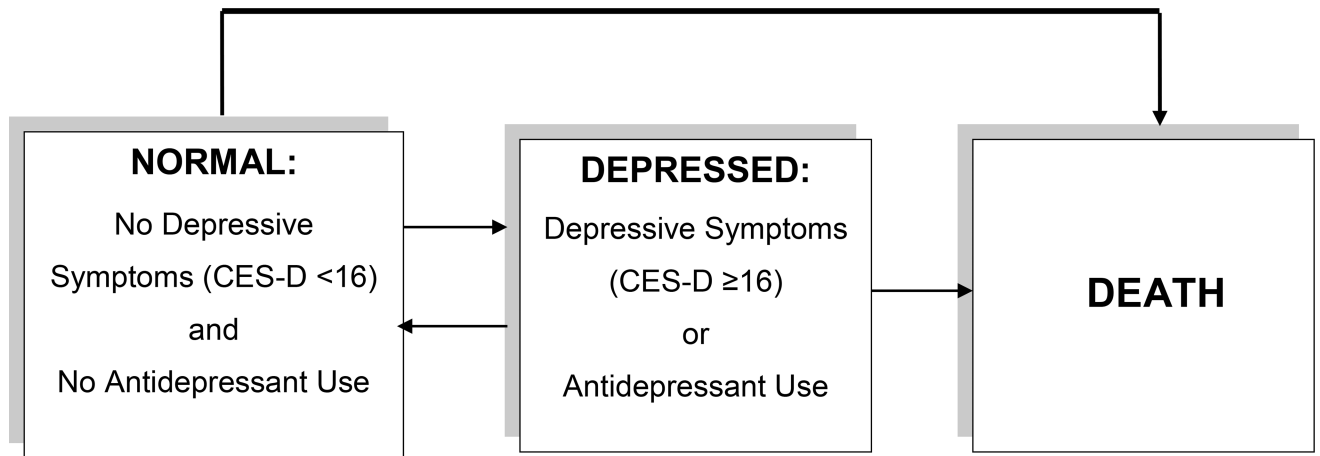 NORMAL:
No Depressive
Symptoms (CES-D <16)
and
No Antidepressant Use
DEPRESSED:
Depressive Symptoms
(CES-D ≥16)
or
Antidepressant Use
DEATH